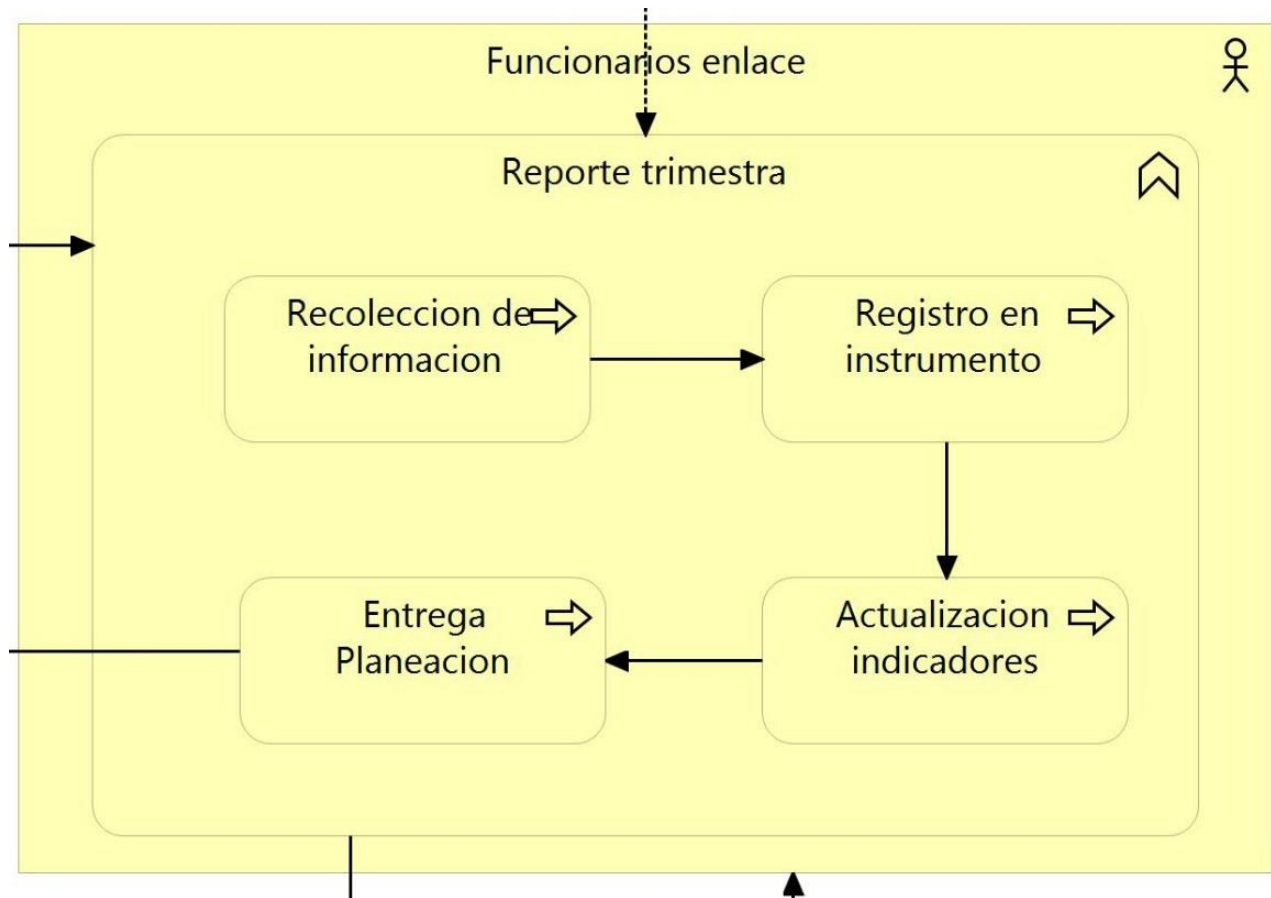 Funcionarios enlace
Reporte trimestra
Recoleccion de
informacion
Registro en
instrumento
Entrega
Planeacion
Actualizacion
indicadores